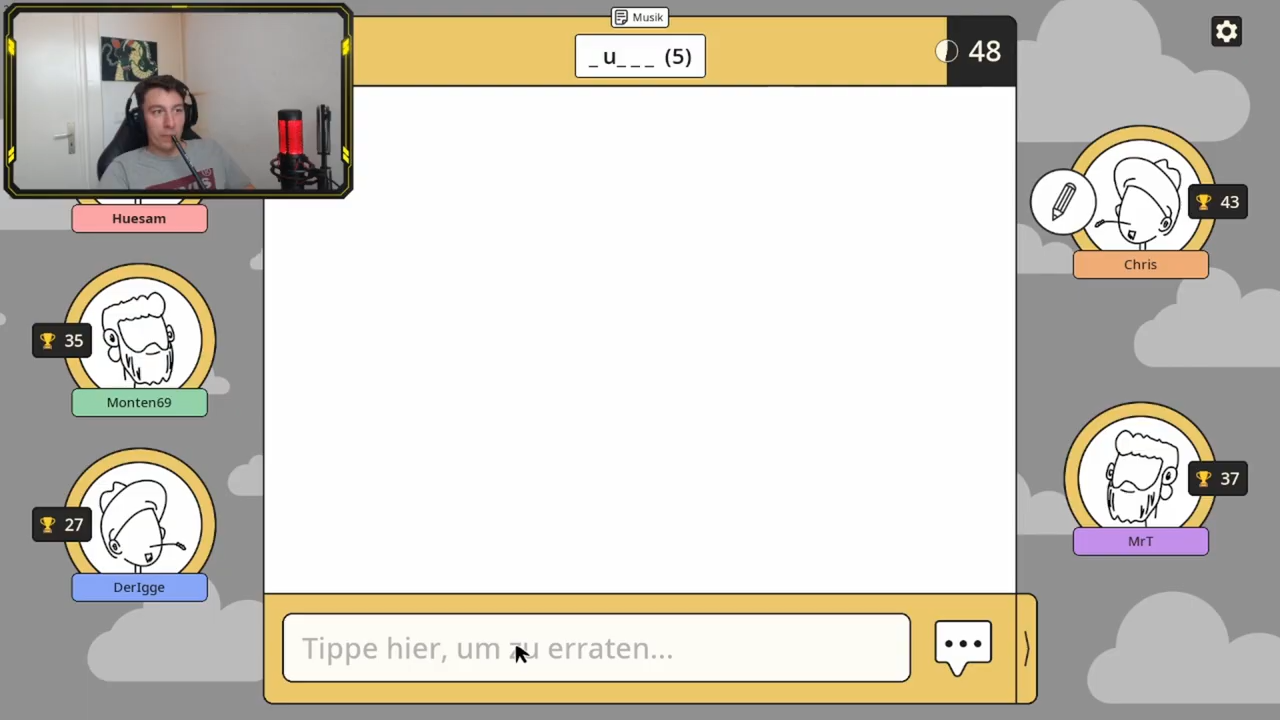 Musik
_u___ (5)
48
Huesam
43
Chris
35
Monten69
37
MrT
27
DerIgge
Tippe hier, um zu erraten...